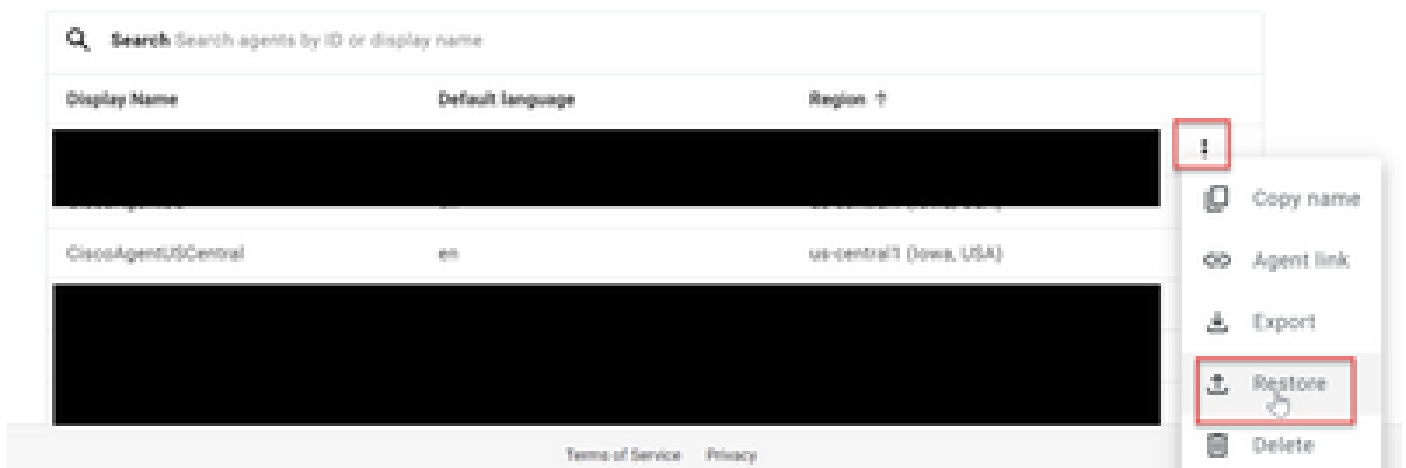 Search Search agents by ID or display name
Display Name Default language Region ↑
CiscoAgentUSCentral en us-central1 (Iowa, USA)
Copy name
Agent link
Export
Restore
Delete
Terms of Service Privacy